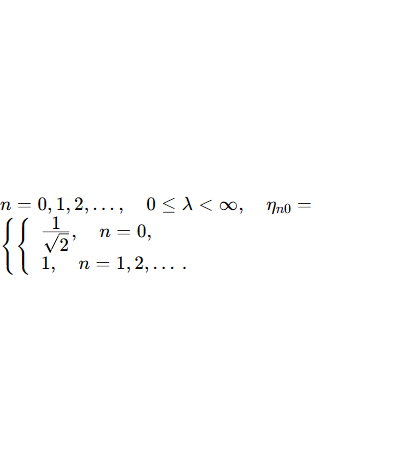 n = 0, 1, 2, …, 0 ≤ λ < ∞, η_{n0} =
{ { 1/√2, n = 0,
1, n = 1, 2, … .